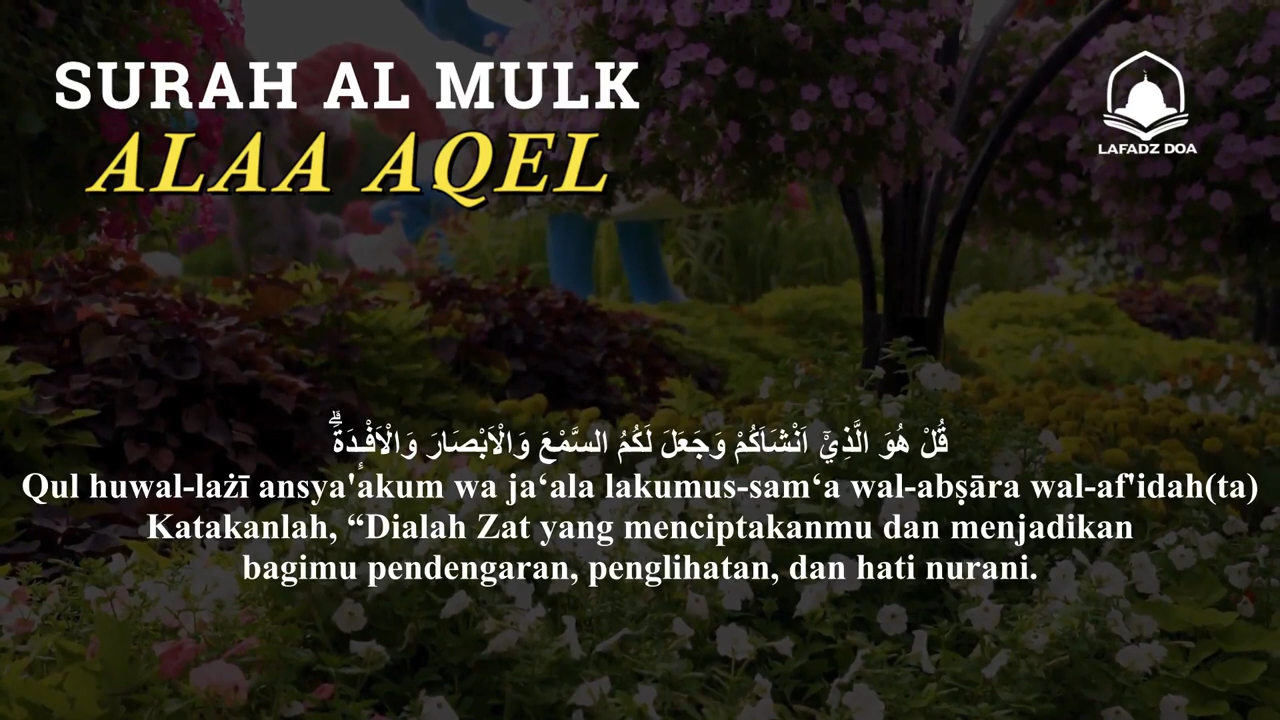 SURAH AL MULK
ALAA AQEL
LAFADZ DOA
قُلْ هُوَ الَّذِيْٓ اَنْشَاَكُمْ وَجَعَلَ لَكُمُ السَّمْعَ وَالْاَبْصَارَ وَالْاَفْـِٕدَةَۗ
Qul huwal-lażī ansya'akum wa ja‘ala lakumus-sam‘a wal-abṣāra wal-af'idah(ta)
Katakanlah, “Dialah Zat yang menciptakanmu dan menjadikan
bagimu pendengaran, penglihatan, dan hati nurani.